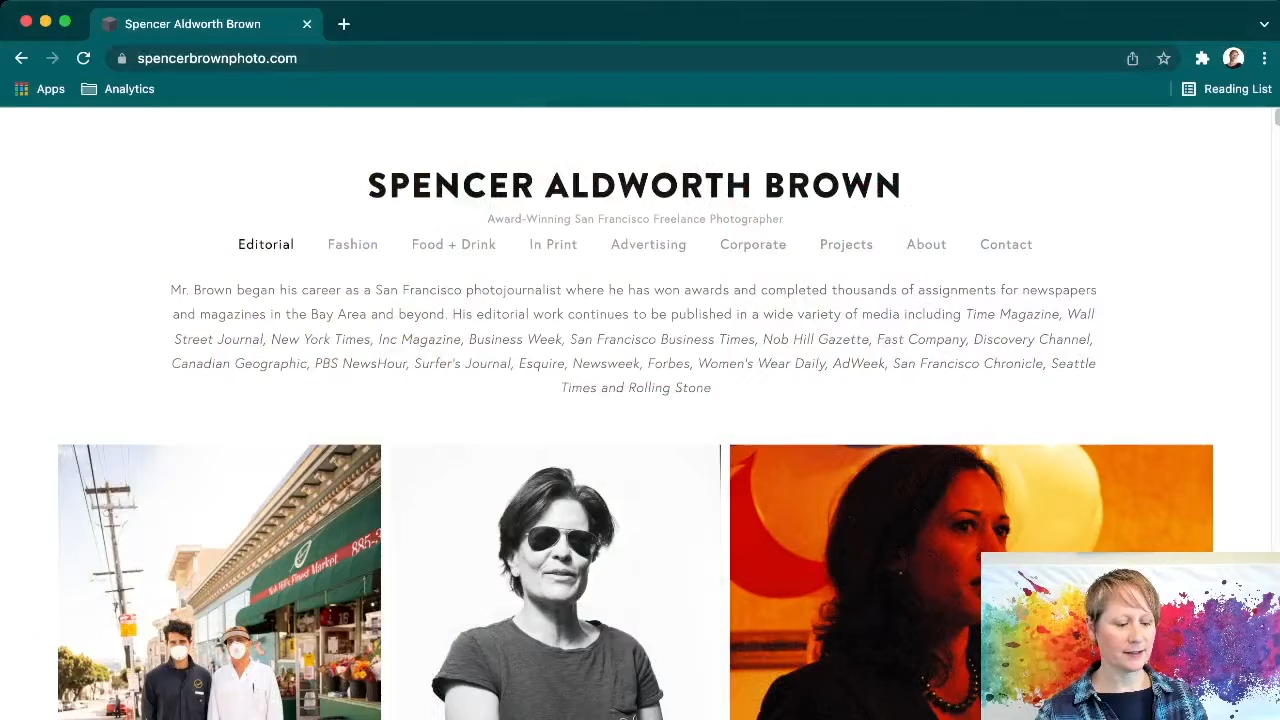 Spencer Aldworth Brown
spencerbrownphoto.com
Apps Analytics Reading List
SPENCER ALDWORTH BROWN
Award-Winning San Francisco Freelance Photographer
Editorial Fashion Food + Drink In Print Advertising Corporate Projects About Contact
Mr. Brown began his career as a San Francisco photojournalist where he has won awards and completed thousands of assignments for newspapers
and magazines in the Bay Area and beyond. His editorial work continues to be published in a wide variety of media including Time Magazine, Wall
Street Journal, New York Times, Inc Magazine, Business Week, San Francisco Business Times, Nob Hill Gazette, Fast Company, Discovery Channel,
Canadian Geographic, PBS NewsHour, Surfer's Journal, Esquire, Newsweek, Forbes, Women's Wear Daily, AdWeek, San Francisco Chronicle, Seattle
Times and Rolling Stone
Nob Hill's Finest Market 885-